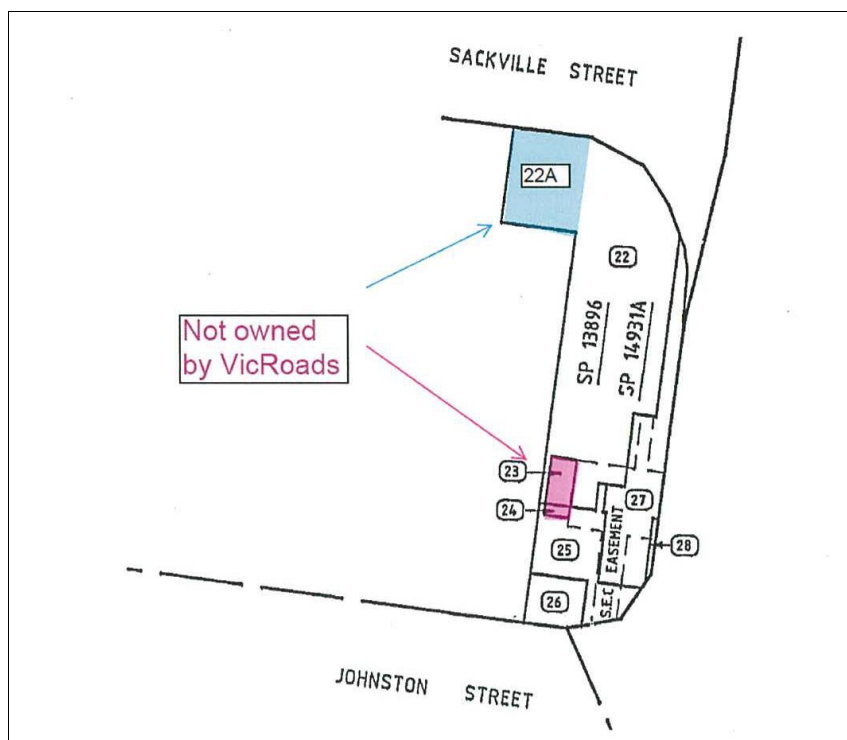 SACKVILLE STREET
22A
22
SP 13896
SP 14931A
Not owned
by VicRoads
23
24
27
25
EASEMENT
28
26
S.E.C
JOHNSTON STREET